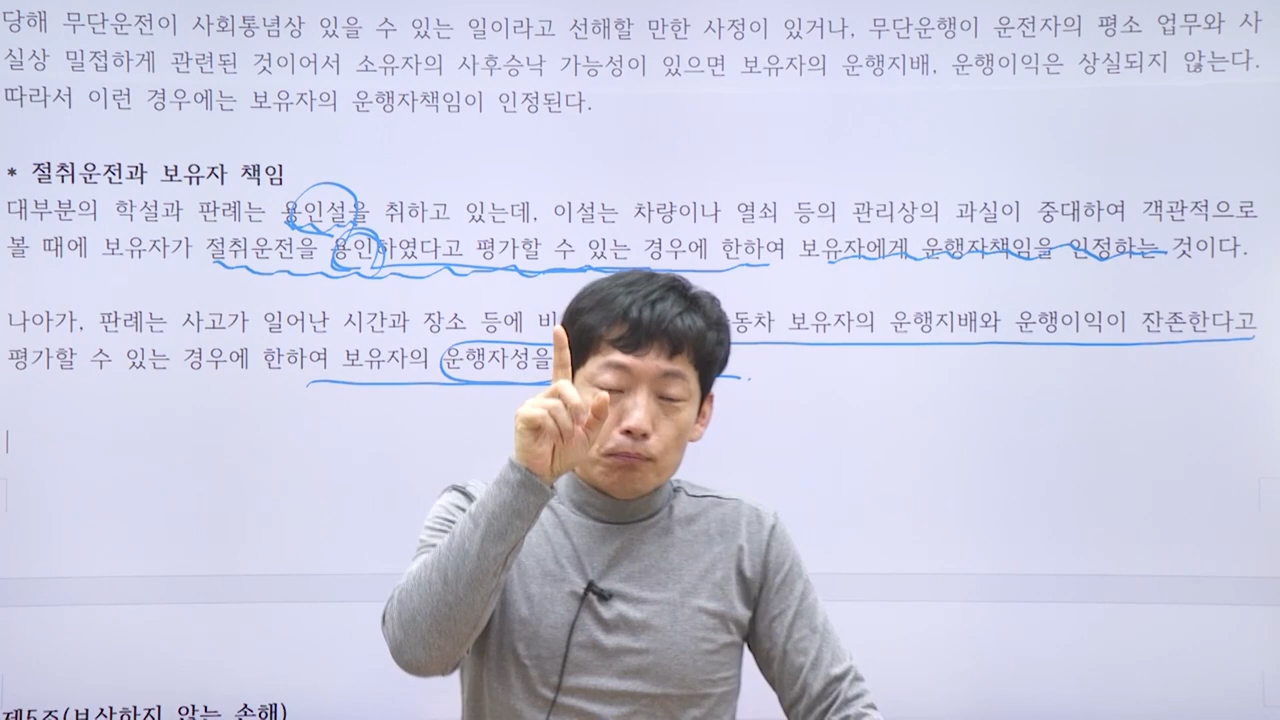 당해 무단운전이 사회통념상 있을 수 있는 일이라고 선해할 만한 사정이 있거나, 무단운행이 운전자의 평소 업무와 사
실상 밀접하게 관련된 것이어서 소유자의 사후승낙 가능성이 있으면 보유자의 운행지배, 운행이익은 상실되지 않는다.
따라서 이런 경우에는 보유자의 운행자책임이 인정된다.
* 절취운전과 보유자 책임
대부분의 학설과 판례는 용인설을 취하고 있는데, 이설는 차량이나 열쇠 등의 관리상의 과실이 중대하여 객관적으로
볼 때에 보유자가 절취운전을 용인하였다고 평가할 수 있는 경우에 한하여 보유자에게 운행자책임을 인정하는 것이다.
나아가, 판례는 사고가 일어난 시간과 장소 등에 비 동차 보유자의 운행지배와 운행이익이 잔존한다고
평가할 수 있는 경우에 한하여 보유자의 운행자성을
제5조(보상하지 않는 손해)